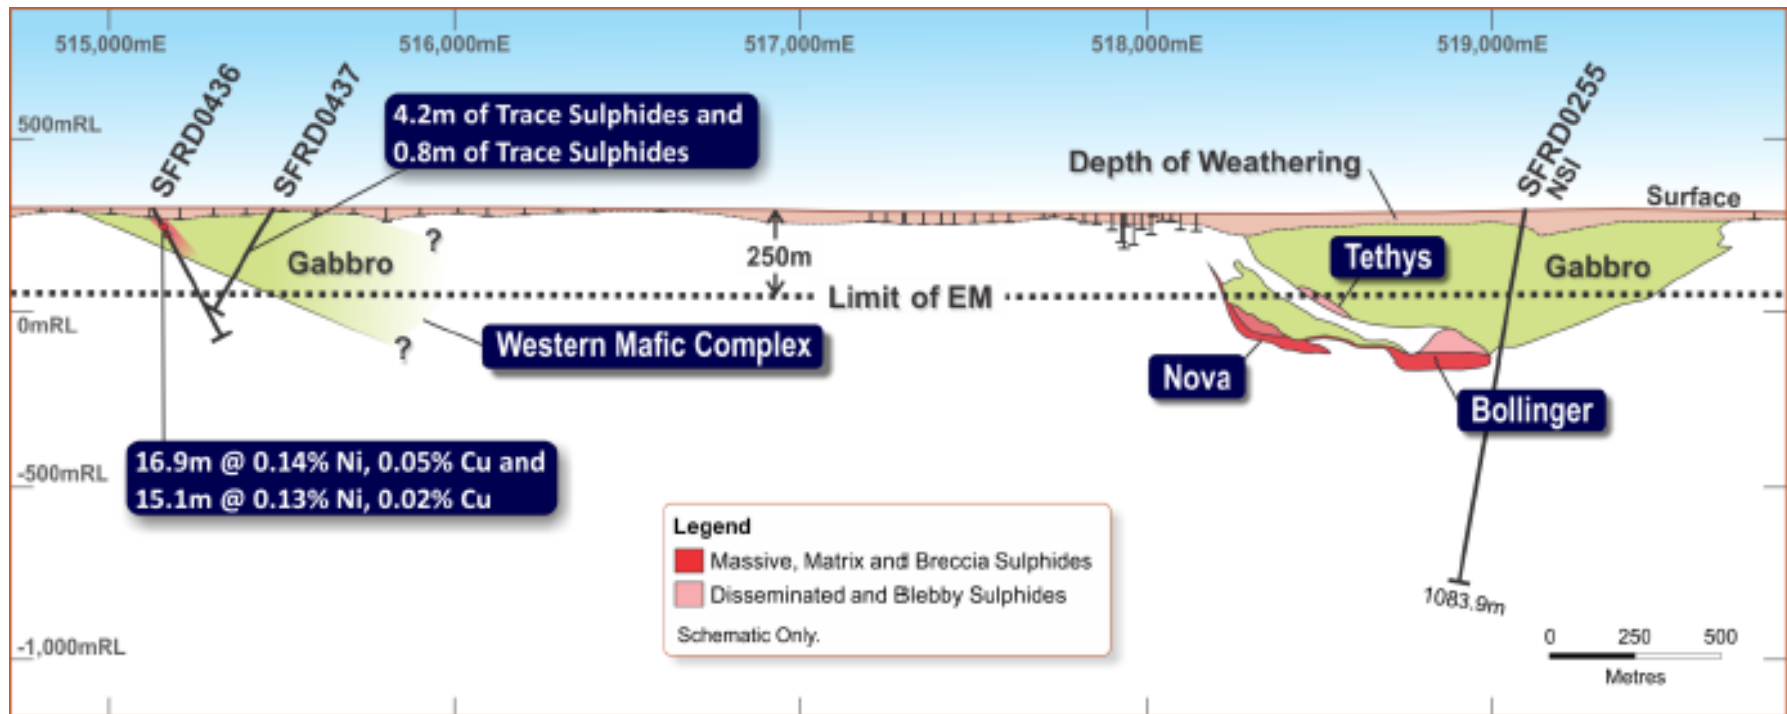 515,000mE
516,000mE
517,000mE
518,000mE
519,000mE
SFRD0436
SFRD0437
4.2m of Trace Sulphides and
0.8m of Trace Sulphides
500mRL
Depth of Weathering
SFRD0255
NSI
Surface
?
Gabbro
250m
Tethys
Gabbro
Limit of EM
0mRL
Western Mafic Complex
?
Nova
Bollinger
16.9m @ 0.14% Ni, 0.05% Cu and
15.1m @ 0.13% Ni, 0.02% Cu
-500mRL
Legend
Massive, Matrix and Breccia Sulphides
Disseminated and Blebby Sulphides
Schematic Only.
1083.9m
-1,000mRL
0 250 500
Metres